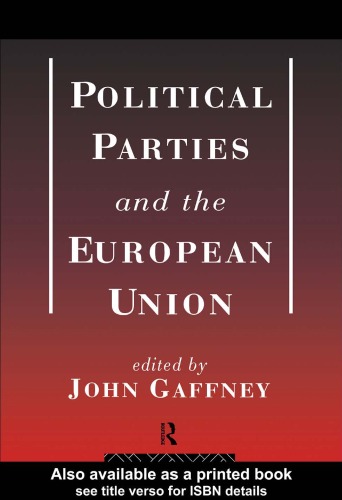 POLITICAL
PARTIES
and the
EUROPEAN
UNION
edited by
JOHN GAFFNEY
R
ROUTLEDGE
Also available as a printed book
see title verso for ISBN details